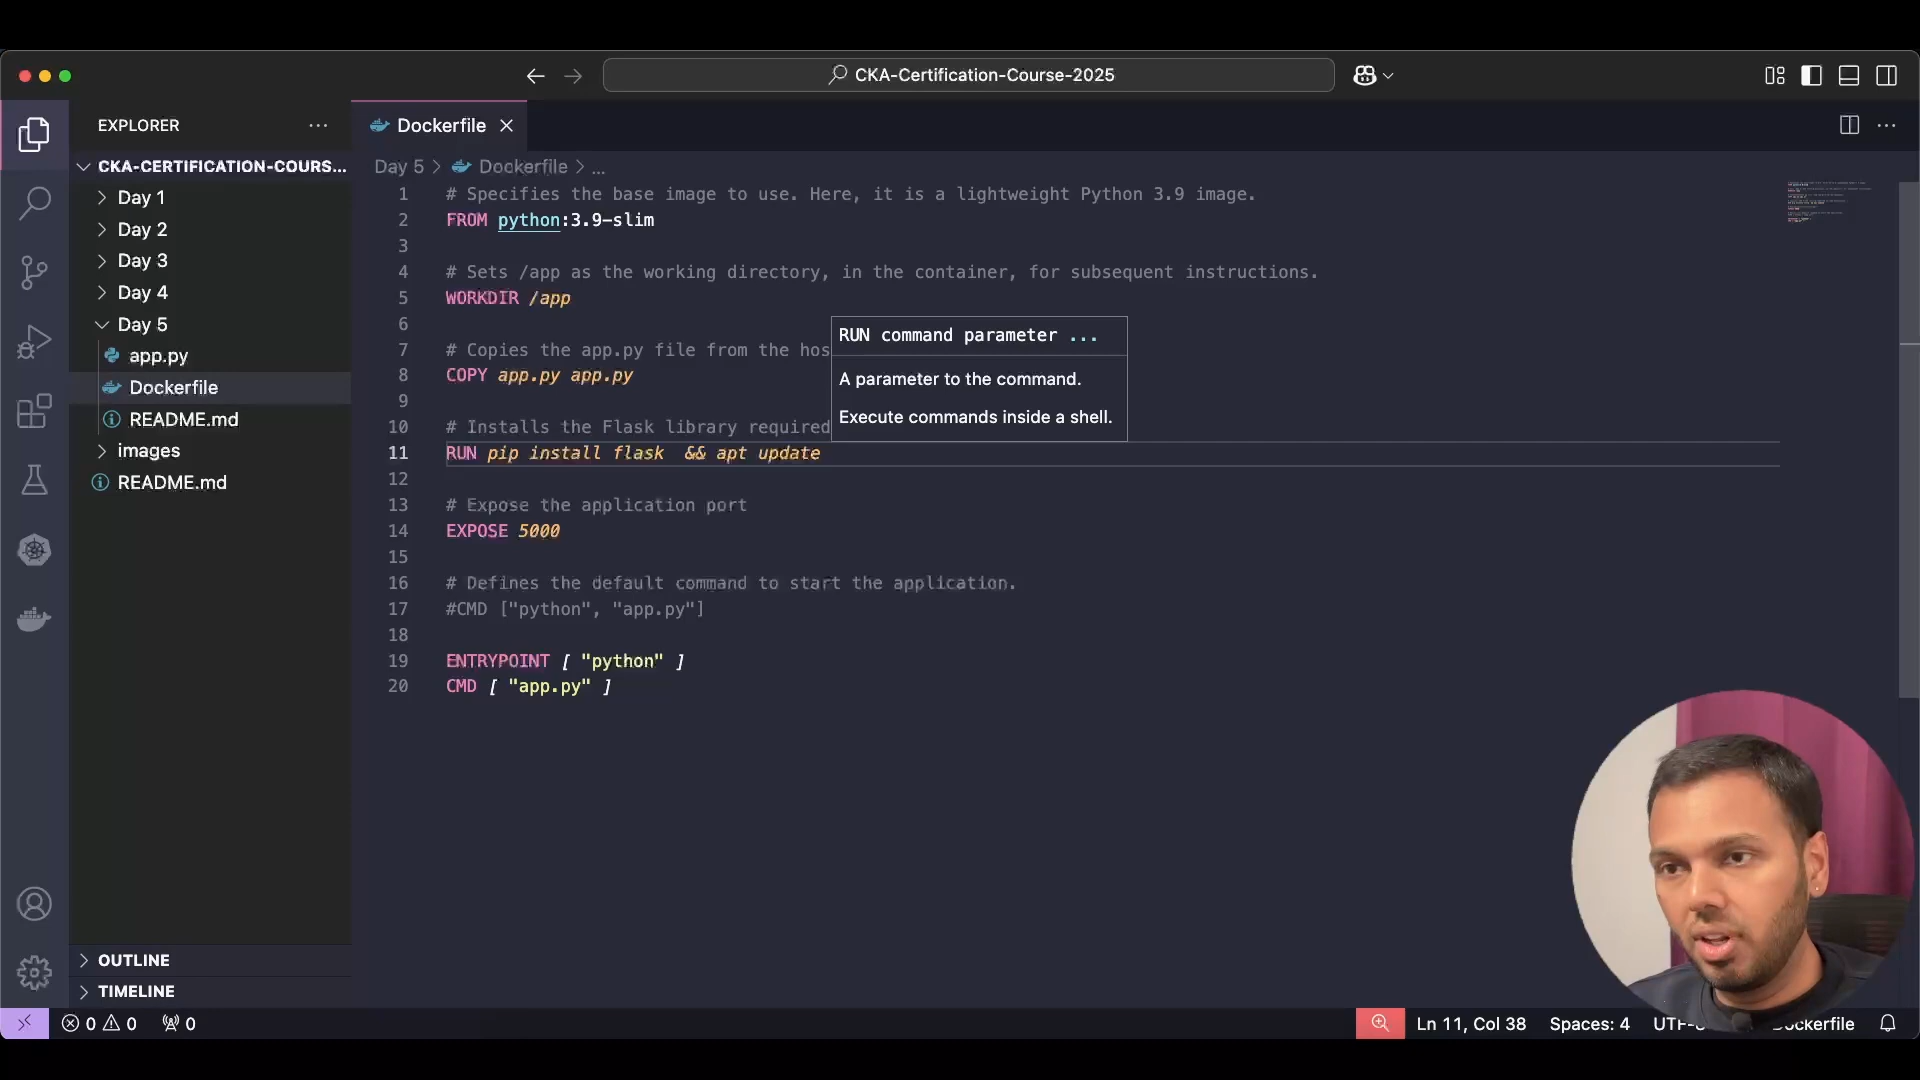 CKA-Certification-Course-2025
EXPLORER
CKA-CERTIFICATION-COURS...
Day 1
Day 2
Day 3
Day 4
Day 5
app.py
Dockerfile
README.md
images
README.md
OUTLINE
TIMELINE
Dockerfile
Day 5 > Dockerfile > ...
1 # Specifies the base image to use. Here, it is a lightweight Python 3.9 image.
2 FROM python:3.9-slim
3
4 # Sets /app as the working directory, in the container, for subsequent instructions.
5 WORKDIR /app
6
7 # Copies the app.py file from the hos
8 COPY app.py app.py
9
10 # Installs the Flask library required
11 RUN pip install flask  && apt update
12
13 # Expose the application port
14 EXPOSE 5000
15
16 # Defines the default command to start the application.
17 #CMD ["python", "app.py"]
18
19 ENTRYPOINT [ "python" ]
20 CMD [ "app.py" ]
RUN command parameter ...
A parameter to the command.
Execute commands inside a shell.
0 0 0
Ln 11, Col 38 Spaces: 4